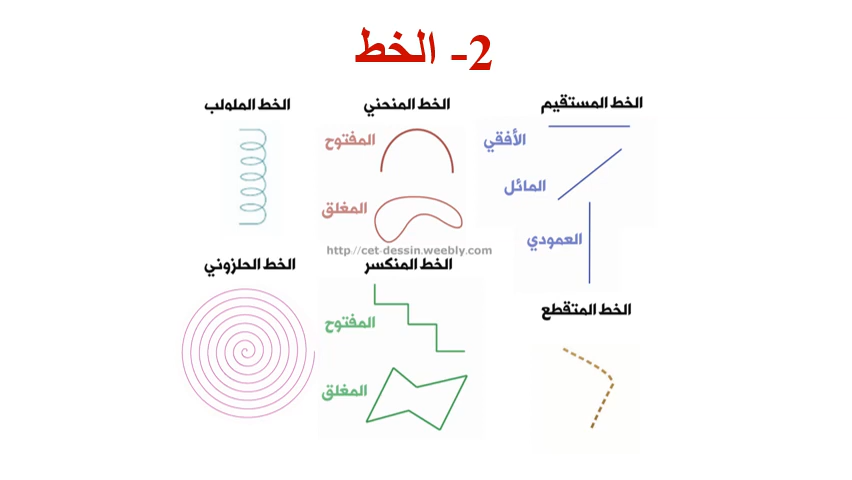 2- الخط
الخط المستقيم
الأفقي
المائل
العمودي
الخط المنحني
المفتوح
المغلق
الخط الملولب
http://cet-dessin.weebly.com
الخط المتقطع
الخط المنكسر
المفتوح
المغلق
الخط الحلزوني